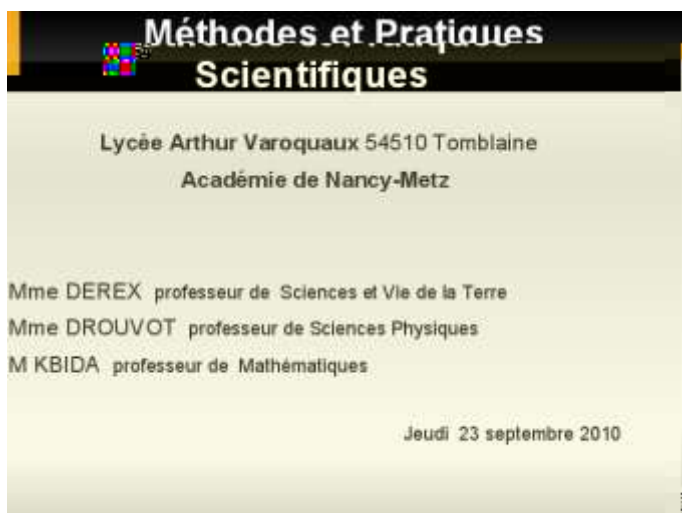 Méthodes et Pratiques
Scientifiques
Lycée Arthur Varoquaux 54510 Tomblaine
Académie de Nancy-Metz
Mme DEREX professeur de Sciences et Vie de la Terre
Mme DROUVOT professeur de Sciences Physiques
M KBIDA professeur de Mathématiques
Jeudi 23 septembre 2010